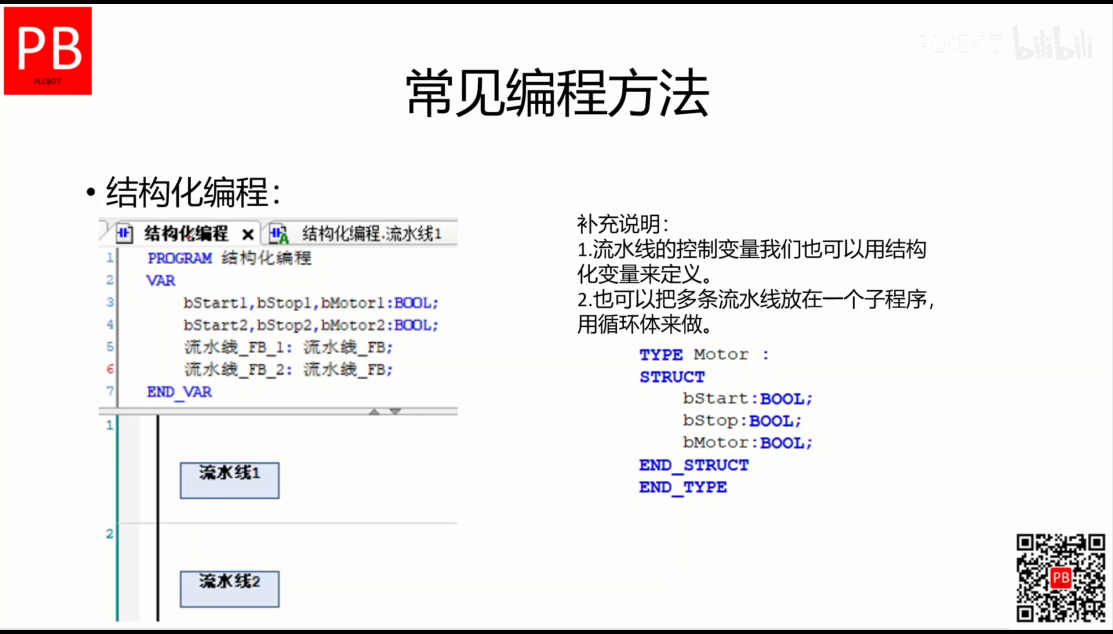 PB
PLCBOT
bilibili
常见编程方法
• 结构化编程：
结构化编程 × 结构化编程.流水线1
1 PROGRAM 结构化编程
2 VAR
3 bStart1,bStop1,bMotor1:BOOL;
4 bStart2,bStop2,bMotor2:BOOL;
5 流水线_FB_1: 流水线_FB;
6 流水线_FB_2: 流水线_FB;
7 END_VAR
1
流水线1
2
流水线2
补充说明：
1.流水线的控制变量我们也可以用结构
化变量来定义。
2.也可以把多条流水线放在一个子程序，
用循环体来做。
TYPE Motor :
STRUCT
bStart:BOOL;
bStop:BOOL;
bMotor:BOOL;
END_STRUCT
END_TYPE
PB